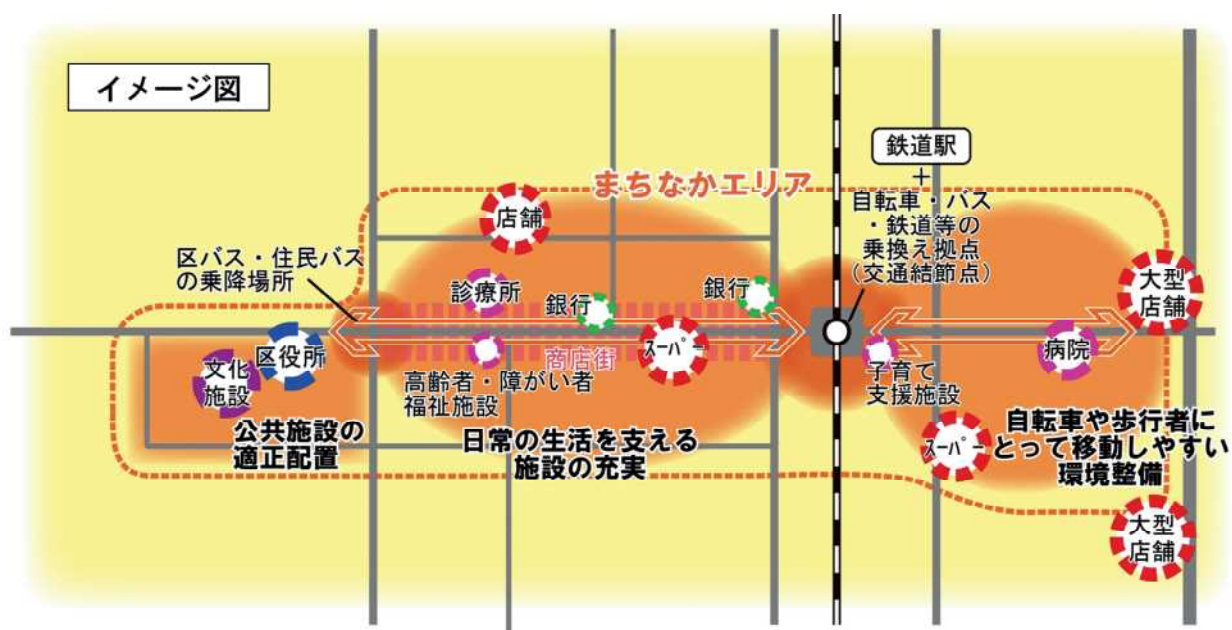 イメージ図
鉄道駅
+
自転車・バス
・鉄道等の
乗換え拠点
(交通結節点)
まちなかエリア
店舗
区バス・住民バス
の乗降場所
診療所
銀行
銀行
大型
店舗
区役所
文化
施設
スーパー
商店街
病院
子育て
支援施設
高齢者・障がい者
福祉施設
公共施設の
適正配置
日常の生活を支える
施設の充実
スーパー
自転車や歩行者に
とって移動しやすい
環境整備
大型
店舗